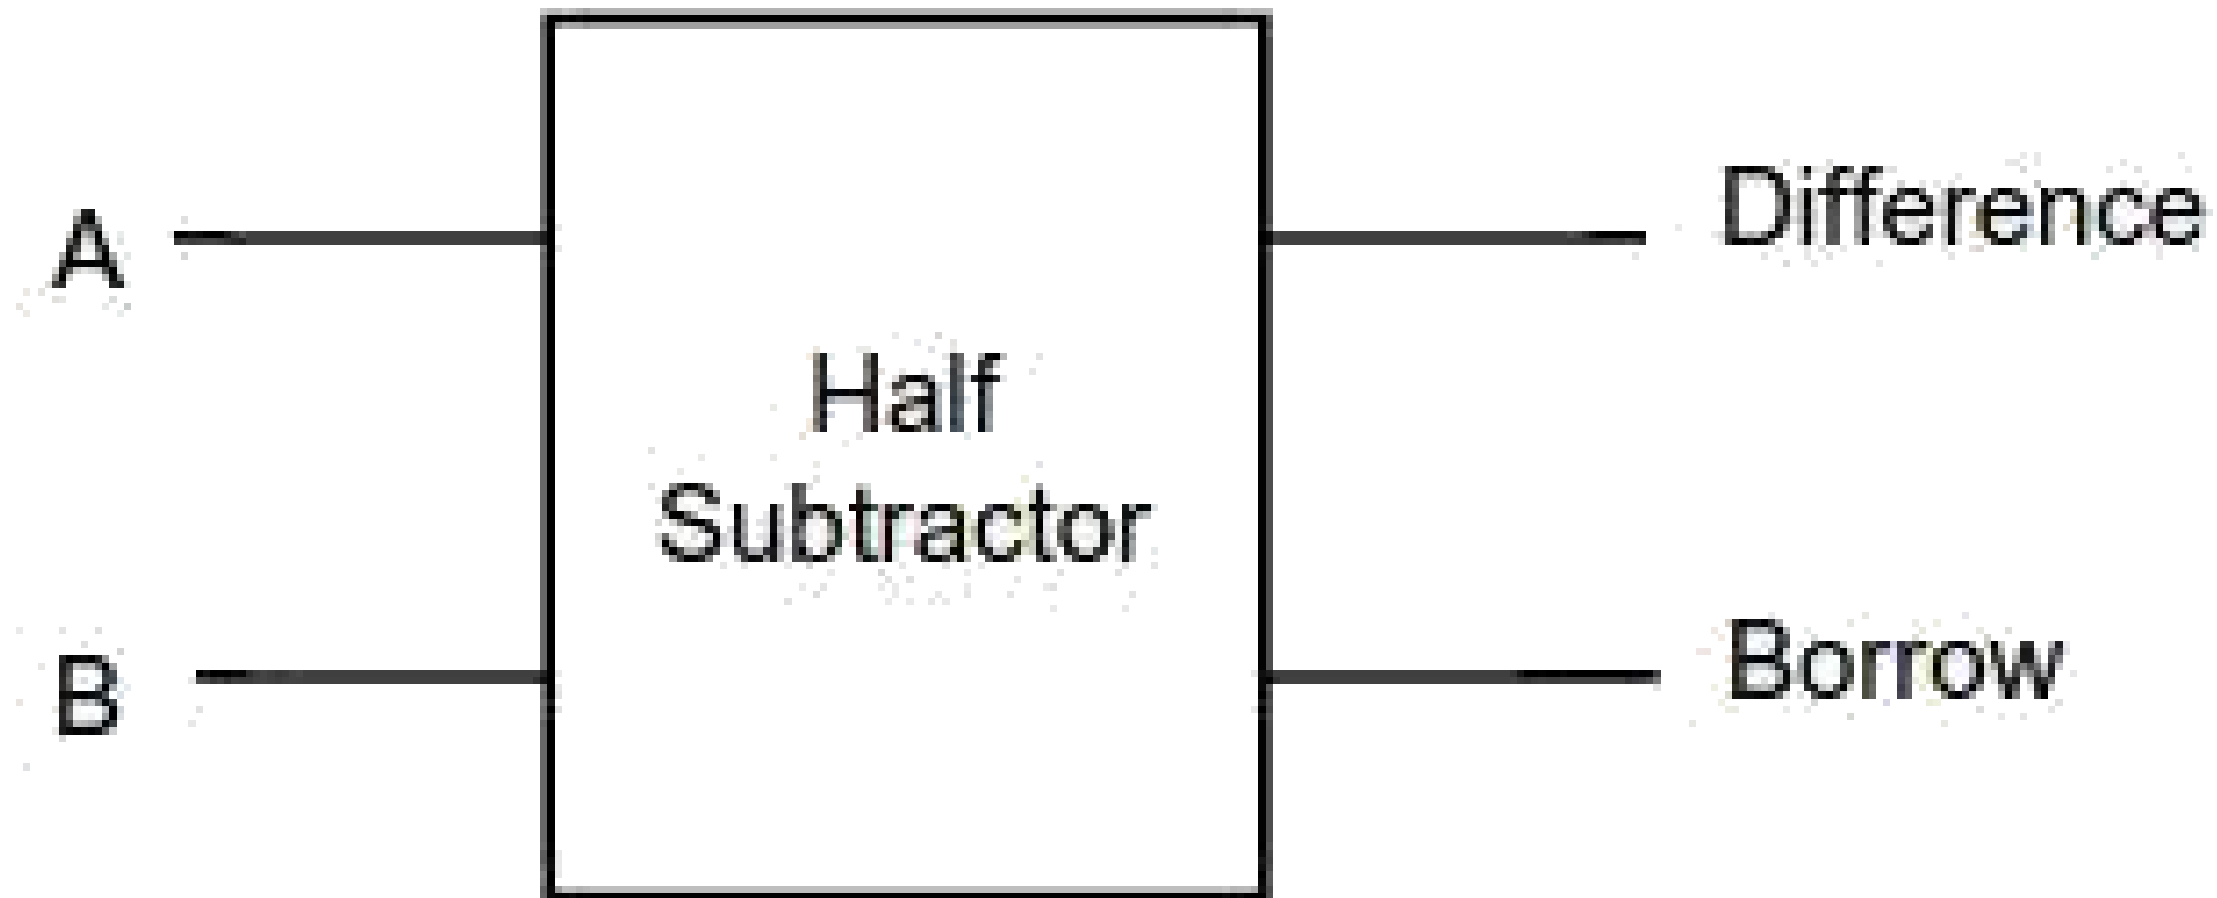 A
Difference
Half
Subtractor
B
Borrow